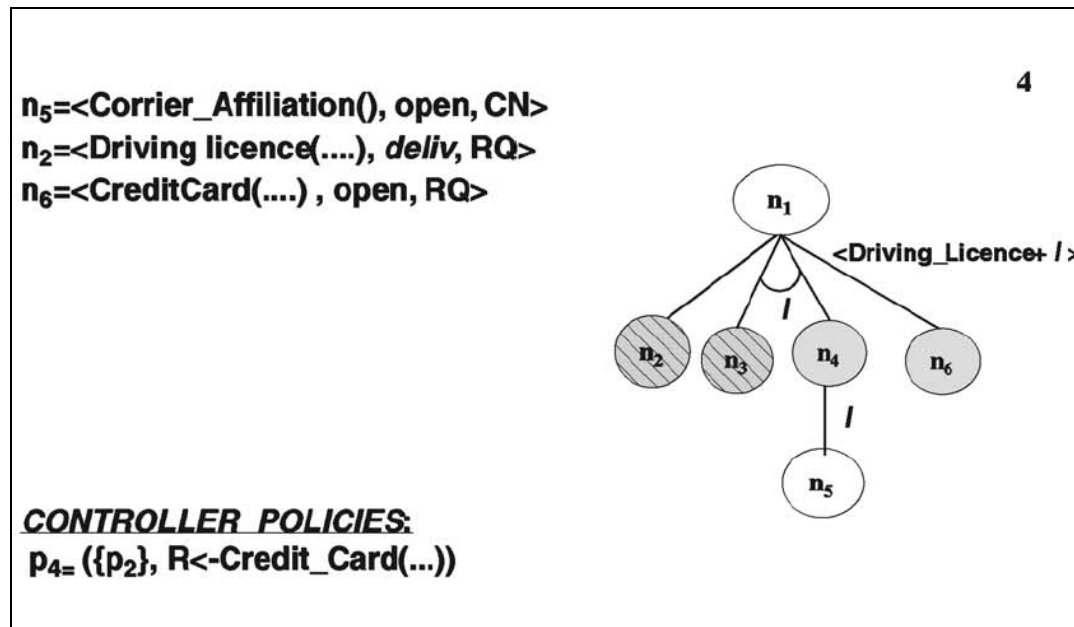 4
n5=<Corrier_Affiliation(), open, CN>
n2=<Driving licence(....), deliv, RQ>
n6=<CreditCard(....) , open, RQ>
n1
<Driving_Licence+ l >
l
n2
n3
n4
n6
l
n5
CONTROLLER POLICIES:
p4= ({p2}, R<-Credit_Card(...))